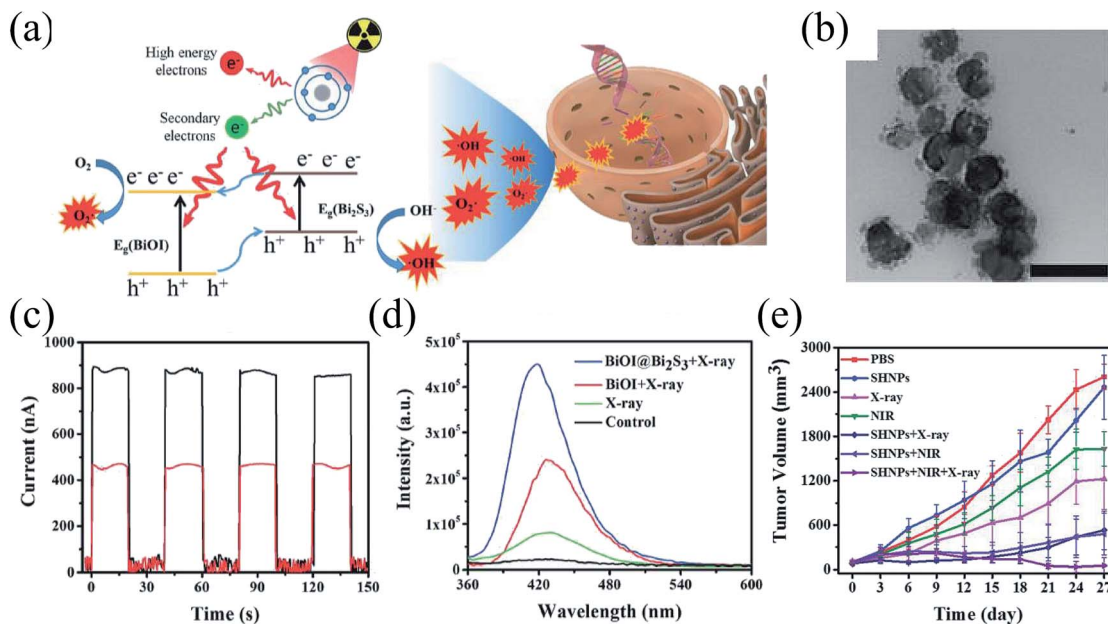 (a)
High energy
electrons
e⁻
Secondary
electrons
e⁻
O₂
e⁻ e⁻ e⁻
e⁻ e⁻ e⁻
O₂⁻
E_g(BiOI)
E_g(Bi₂S₃)
OH⁻
h⁺ h⁺ h⁺
h⁺ h⁺ h⁺
·OH
·OH
·OH
O₂⁻
O₂⁻
(b)
(c)
1000
800
600
400
200
0
Current (nA)
0 30 60 90 120 150
Time (s)
(d)
5x10⁵
4x10⁵
3x10⁵
2x10⁵
1x10⁵
0
Intensity (a.u.)
BiOI@Bi₂S₃+X-ray
BiOI+X-ray
X-ray
Control
360 420 480 540 600
Wavelength (nm)
(e)
3000
2400
1800
1200
600
0
Tumor Volume (mm³)
PBS
SHNPs
X-ray
NIR
SHNPs+X-ray
SHNPs+NIR
SHNPs+NIR+X-ray
0 3 6 9 12 15 18 21 24 27
Time (day)